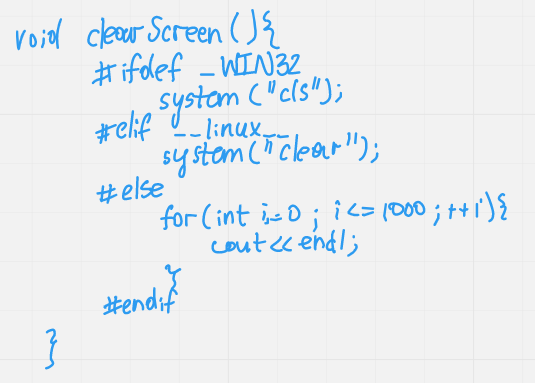 void clearScreen(){
#ifdef _WIN32
system("cls");
#elif __linux__
system("clear");
#else
for(int i=0; i<=1000; ++i){
cout<<endl;
}
#endif
}